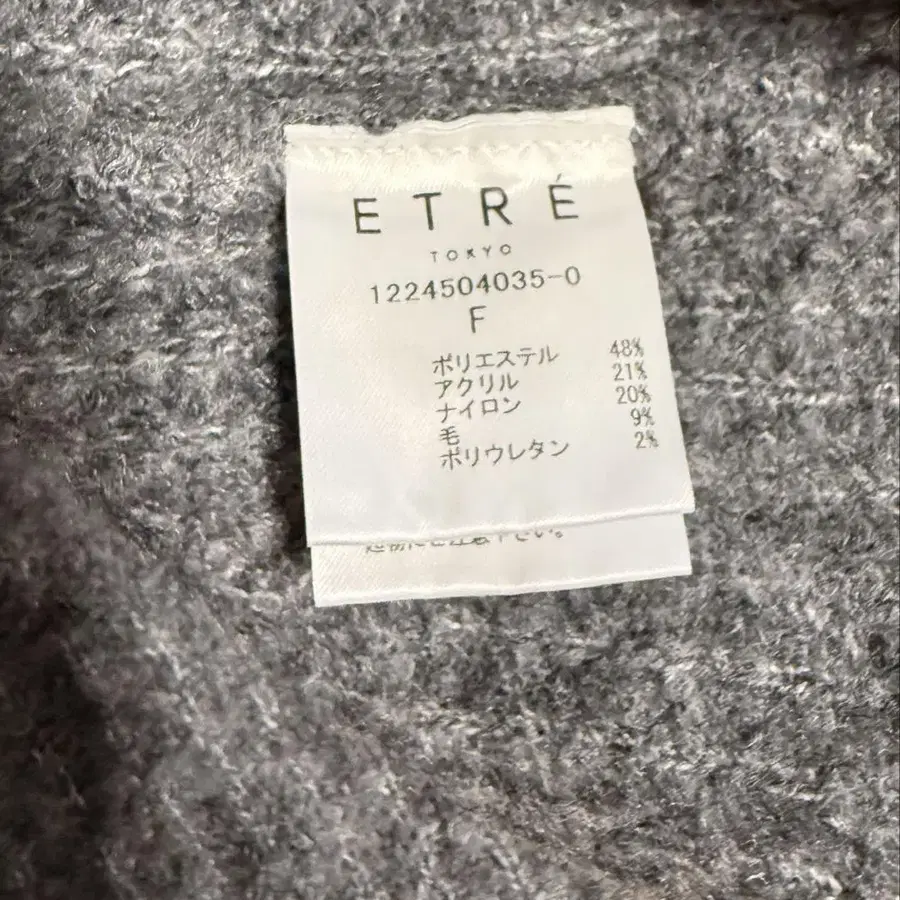 ETRÉ
TOKYO
1224504035-0
F
ポリエステル 48%
アクリル 21%
ナイロン 20%
毛 9%
ポリウレタン 2%